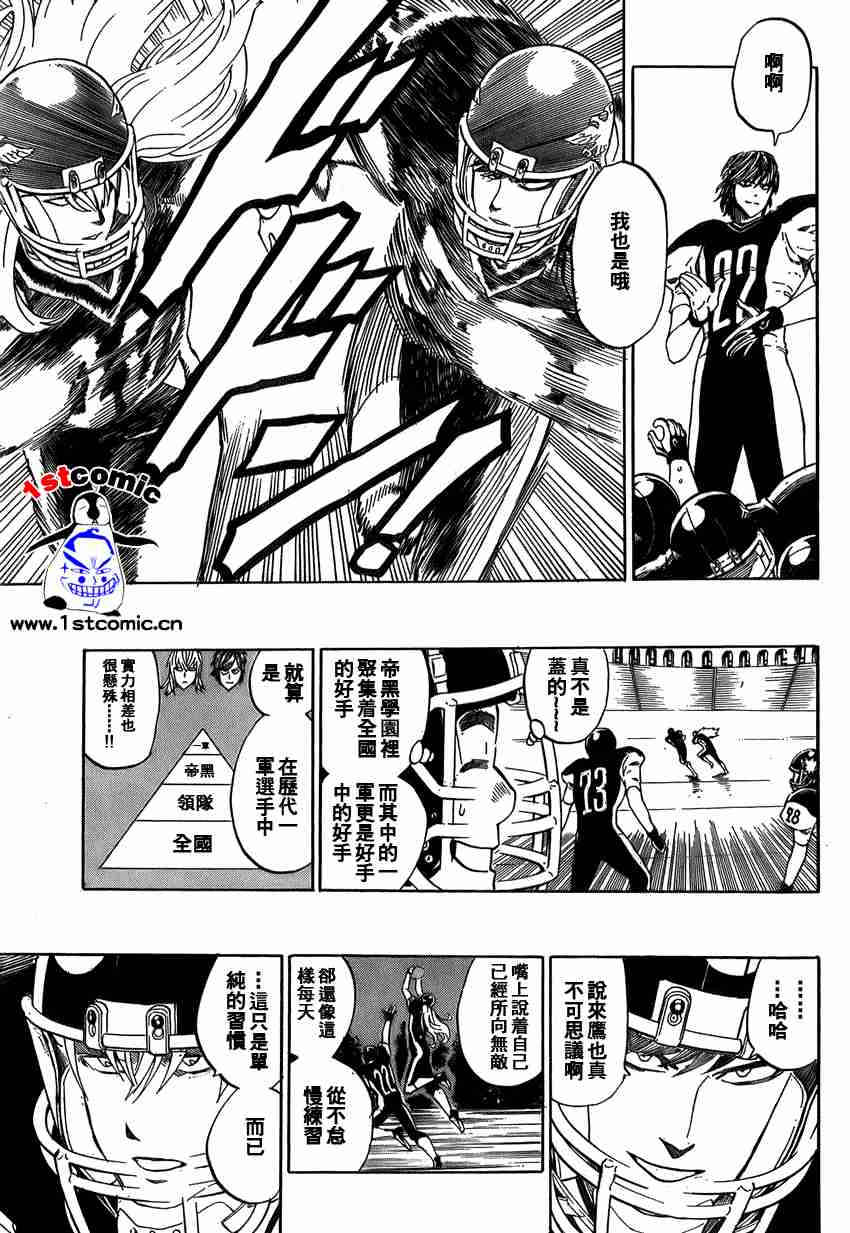 啊啊
22
我也是哦
ドドン!!
1stcomic
www.1stcomic.cn
真不是
蓋的~~~
73
88
帝黑學園裡
聚集着全國
的好手
而其中的一
軍更是好手
中的好手
就算
是
在歷代一
軍選手中
實力相差也
很懸殊……!!
一軍
帝黑
領隊
全國
……
…哈哈
說來鷹也真
不可思議啊
嘴上說着自己
已經所向無敵
卻還像這
樣每天
從不怠
慢練習
…這只是單
純的習慣
而已